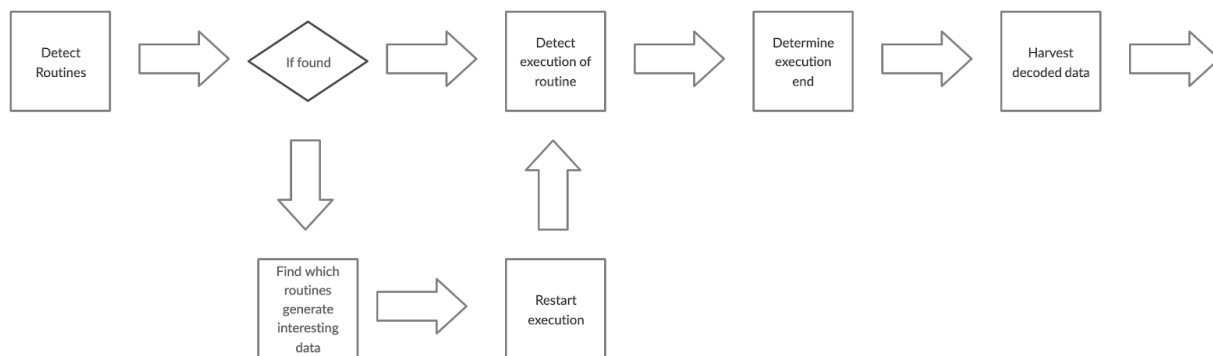 Detect
Routines
If found
Detect
execution of
routine
Determine
execution
end
Harvest
decoded data
Find which
routines
generate
interesting
data
Restart
execution